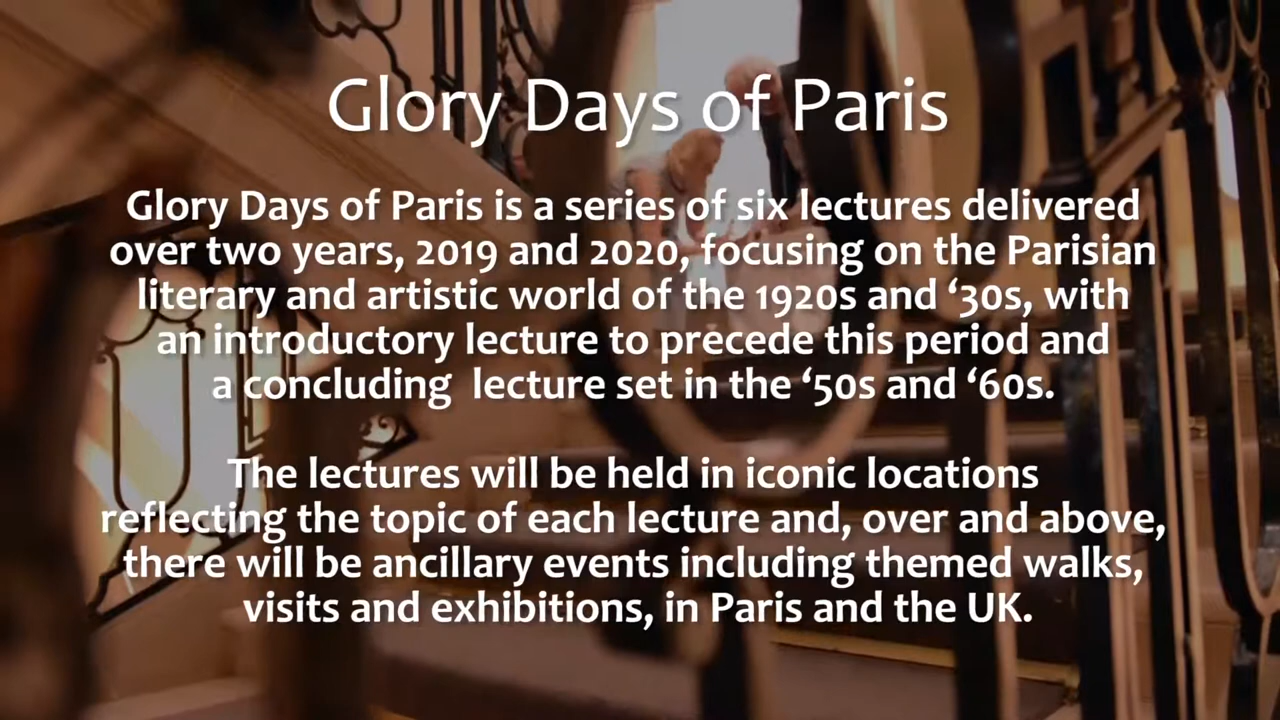 Glory Days of Paris
Glory Days of Paris is a series of six lectures delivered
over two years, 2019 and 2020, focusing on the Parisian
literary and artistic world of the 1920s and ‘30s, with
an introductory lecture to precede this period and
a concluding  lecture set in the ‘50s and ‘60s.
The lectures will be held in iconic locations
reflecting the topic of each lecture and, over and above,
there will be ancillary events including themed walks,
visits and exhibitions, in Paris and the UK.